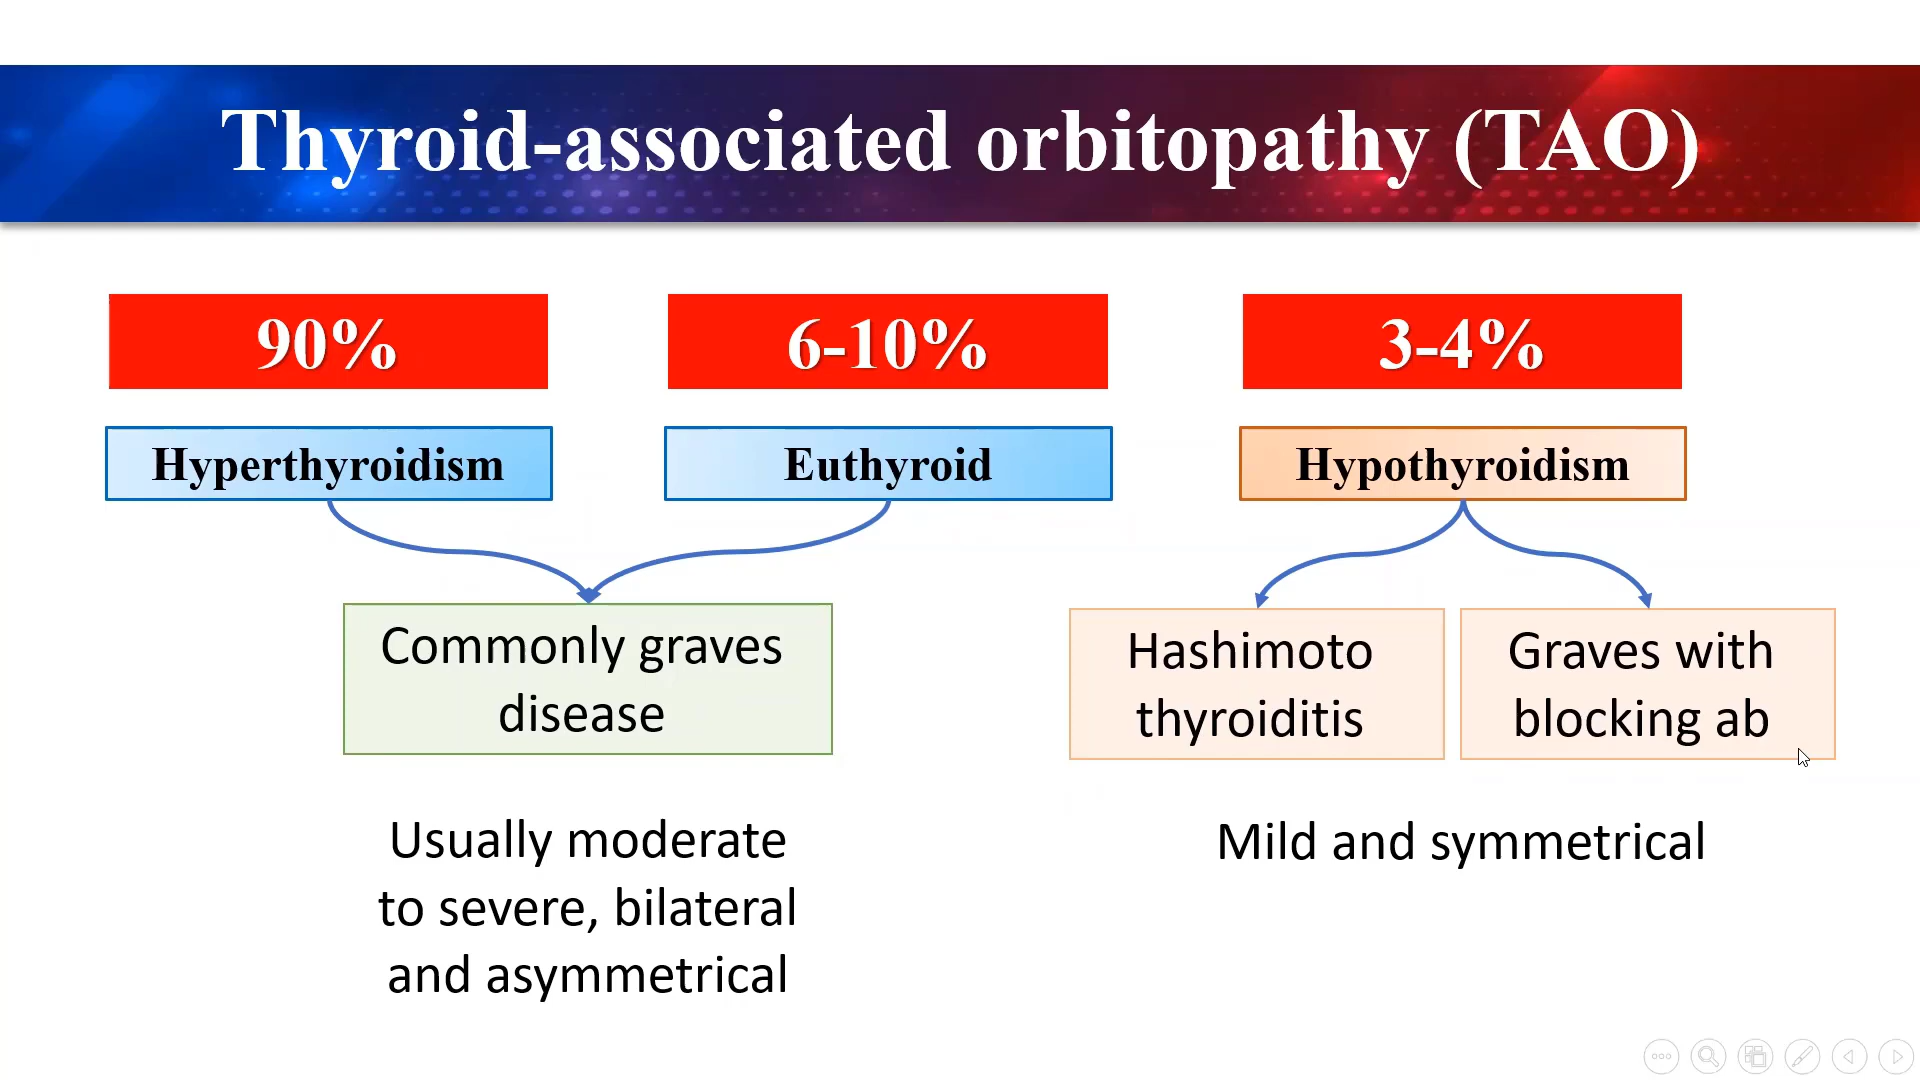 Thyroid-associated orbitopathy (TAO)
90%
6-10%
3-4%
Hyperthyroidism
Euthyroid
Hypothyroidism
Commonly graves
disease
Hashimoto
thyroiditis
Graves with
blocking ab
Usually moderate
to severe, bilateral
and asymmetrical
Mild and symmetrical